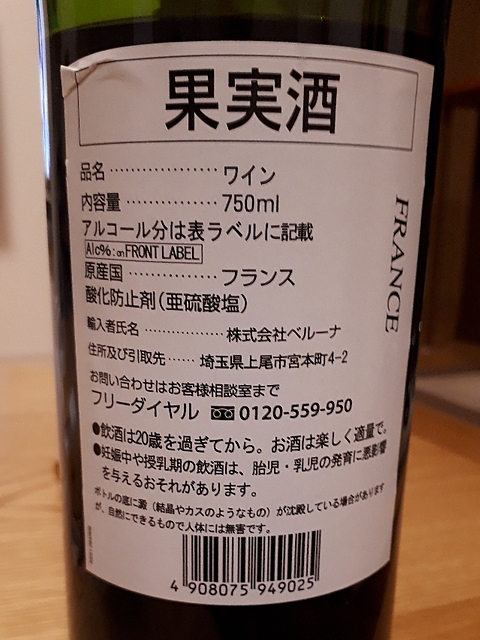 果実酒
品名 ･････････････････ ワイン
内容量 ･･････････････ 750ml
アルコール分は表ラベルに記載
Alc%:on FRONT LABEL
原産国 ･･････････････ フランス
酸化防止剤(亜硫酸塩)
輸入者氏名 ･･････････････ 株式会社ベルーナ
住所及び引取先 ･･････ 埼玉県上尾市宮本町4-2
お問い合わせはお客様相談室まで
フリーダイヤル 0120-559-950
●飲酒は20歳を過ぎてから。お酒は楽しく適量で。
●妊娠中や授乳期の飲酒は、胎児・乳児の発育に悪影響
を与えるおそれがあります。
ボトルの底に澱(結晶やカスのようなもの)が沈殿している場合があります
が、自然にできるもので人体には無害です。
4 908075 949025
FRANCE